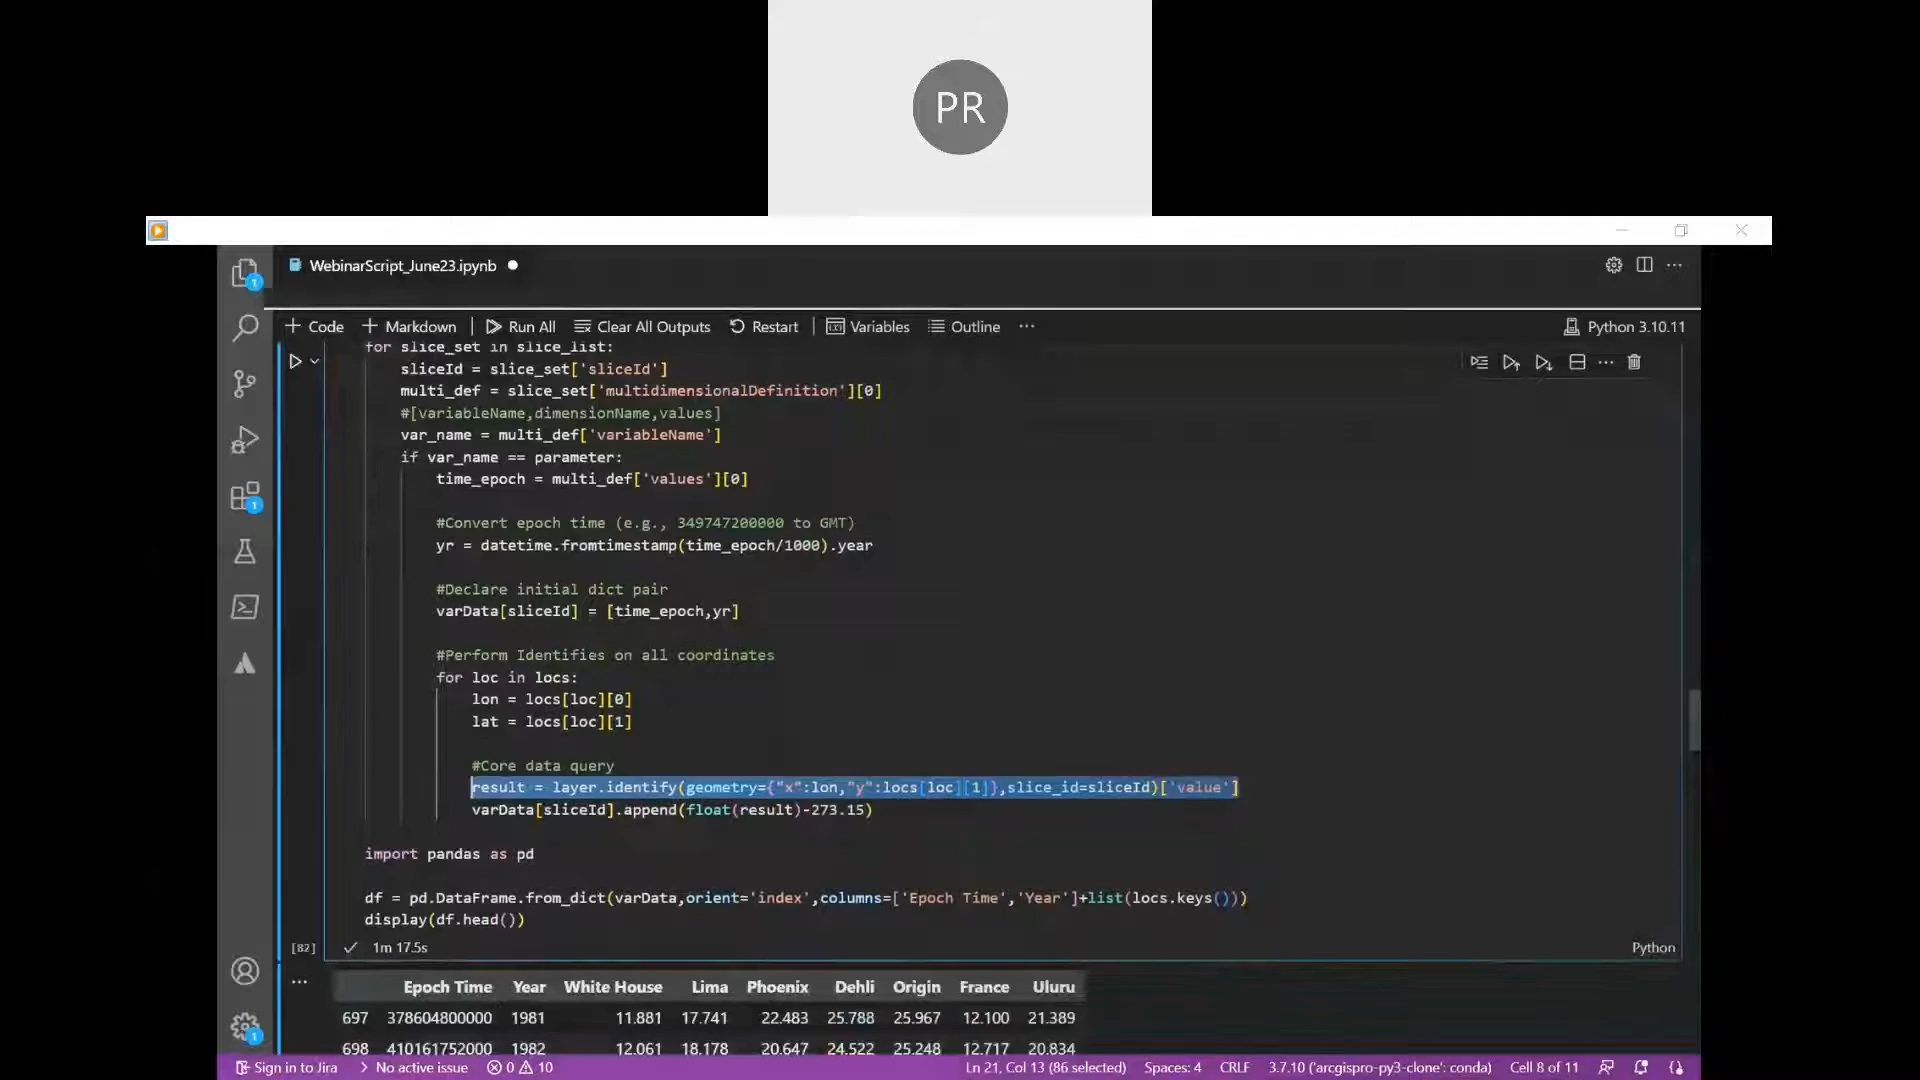 PR
WebinarScript_June23.ipynb
1
+ Code + Markdown Run All Clear All Outputs Restart Variables Outline ... Python 3.10.11
for slice_set in slice_list:
sliceId = slice_set['sliceId']
multi_def = slice_set['multidimensionalDefinition'][0]
#[variableName,dimensionName,values]
var_name = multi_def['variableName']
if var_name == parameter:
time_epoch = multi_def['values'][0]
1
#Convert epoch time (e.g., 349747200000 to GMT)
yr = datetime.fromtimestamp(time_epoch/1000).year
#Declare initial dict pair
varData[sliceId] = [time_epoch,yr]
#Perform Identifies on all coordinates
for loc in locs:
lon = locs[loc][0]
lat = locs[loc][1]
#Core data query
result = layer.identify(geometry={"x":lon,"y":locs[loc][1]},slice_id=sliceId)['value']
varData[sliceId].append(float(result)-273.15)
import pandas as pd
df = pd.DataFrame.from_dict(varData,orient='index',columns=['Epoch Time','Year']+list(locs.keys()))
display(df.head())
[82] 1m 17.5s Python
Epoch Time Year White House Lima Phoenix Dehli Origin France Uluru
697 378604800000 1981 11.881 17.741 22.483 25.788 25.967 12.100 21.389
1
698 410161752000 1982 12.061 18.178 20.647 24.522 25.248 12.717 20.834
Sign in to Jira No active issue 0 10 Ln 21, Col 13 (86 selected) Spaces: 4 CRLF 3.7.10 ('arcgispro-py3-clone': conda) Cell 8 of 11